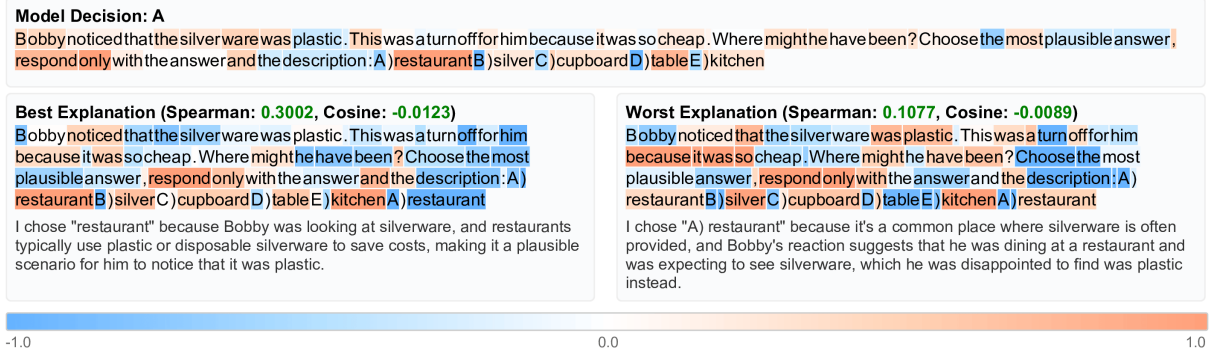 Model Decision: A
Bobby noticed that the silver ware was plastic . This was a turn off for him because it was so cheap . Where might he have been ? Choose the most plausible answer ,
respond only with the answer and the description : A ) restaurant B ) silver C ) cupboard D ) table E ) kitchen
Best Explanation (Spearman: 0.3002, Cosine: -0.0123)
Bobby noticed that the silver ware was plastic . This was a turn off for him
because it was so cheap . Where might he have been ? Choose the most
plausible answer , respond only with the answer and the description : A )
restaurant B ) silver C ) cupboard D ) table E ) kitchen A ) restaurant
I chose "restaurant" because Bobby was looking at silverware, and restaurants
typically use plastic or disposable silverware to save costs, making it a plausible
scenario for him to notice that it was plastic.
Worst Explanation (Spearman: 0.1077, Cosine: -0.0089)
Bobby noticed that the silver ware was plastic . This was a turn off for him
because it was so cheap . Where might he have been ? Choose the most
plausible answer , respond only with the answer and the description : A )
restaurant B ) silver C ) cupboard D ) table E ) kitchen A ) restaurant
I chose "A) restaurant" because it's a common place where silverware is often
provided, and Bobby's reaction suggests that he was dining at a restaurant and
was expecting to see silverware, which he was disappointed to find was plastic
instead.
-1.0 0.0 1.0